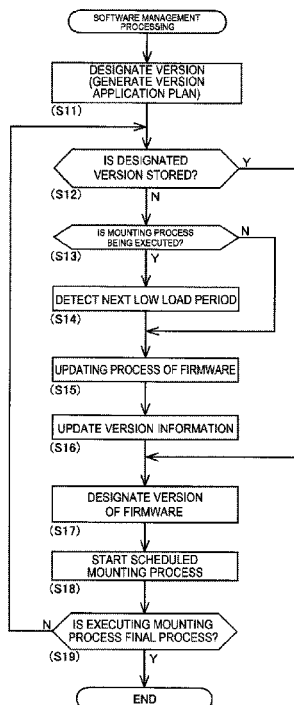 SOFTWARE MANAGEMENT
PROCESSING
DESIGNATE VERSION
(GENERATE VERSION
APPLICATION PLAN)
(S11)
IS DESIGNATED
VERSION STORED?
Y
(S12)
N
IS MOUNTING PROCESS
BEING EXECUTED?
N
(S13)
Y
DETECT NEXT LOW LOAD PERIOD
(S14)
UPDATING PROCESS OF FIRMWARE
(S15)
UPDATE VERSION INFORMATION
(S16)
DESIGNATE VERSION
OF FIRMWARE
(S17)
START SCHEDULED
MOUNTING PROCESS
(S18)
N
IS EXECUTING MOUNTING
PROCESS FINAL PROCESS?
(S19)
Y
END